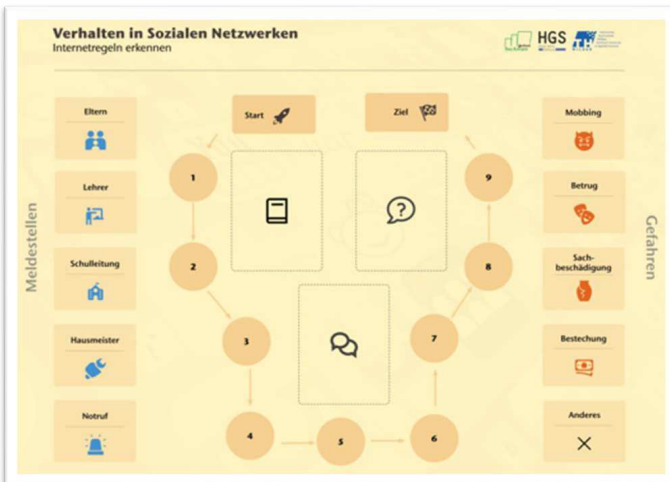 Verhalten in Sozialen Netzwerken
Internetregeln erkennen
HGS
Meldestellen
Eltern
Lehrer
Schulleitung
Hausmeister
Notruf
Start
Ziel
1
2
3
4
5
6
7
8
9
?
Mobbing
Betrug
Sach-
beschädigung
Bestechung
Anderes
Gefahren